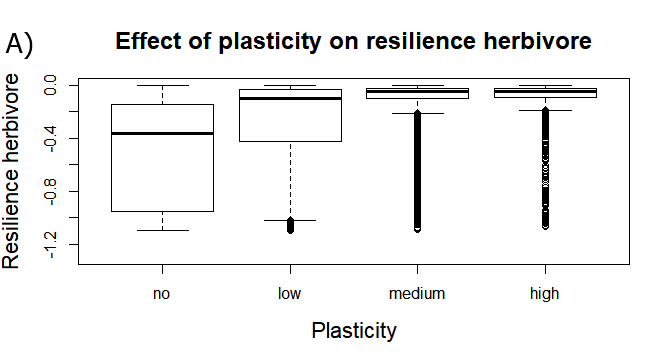 A)
Effect of plasticity on resilience herbivore
Resilience herbivore
0.0
-0.4
-0.8
-1.2
no low medium high
Plasticity